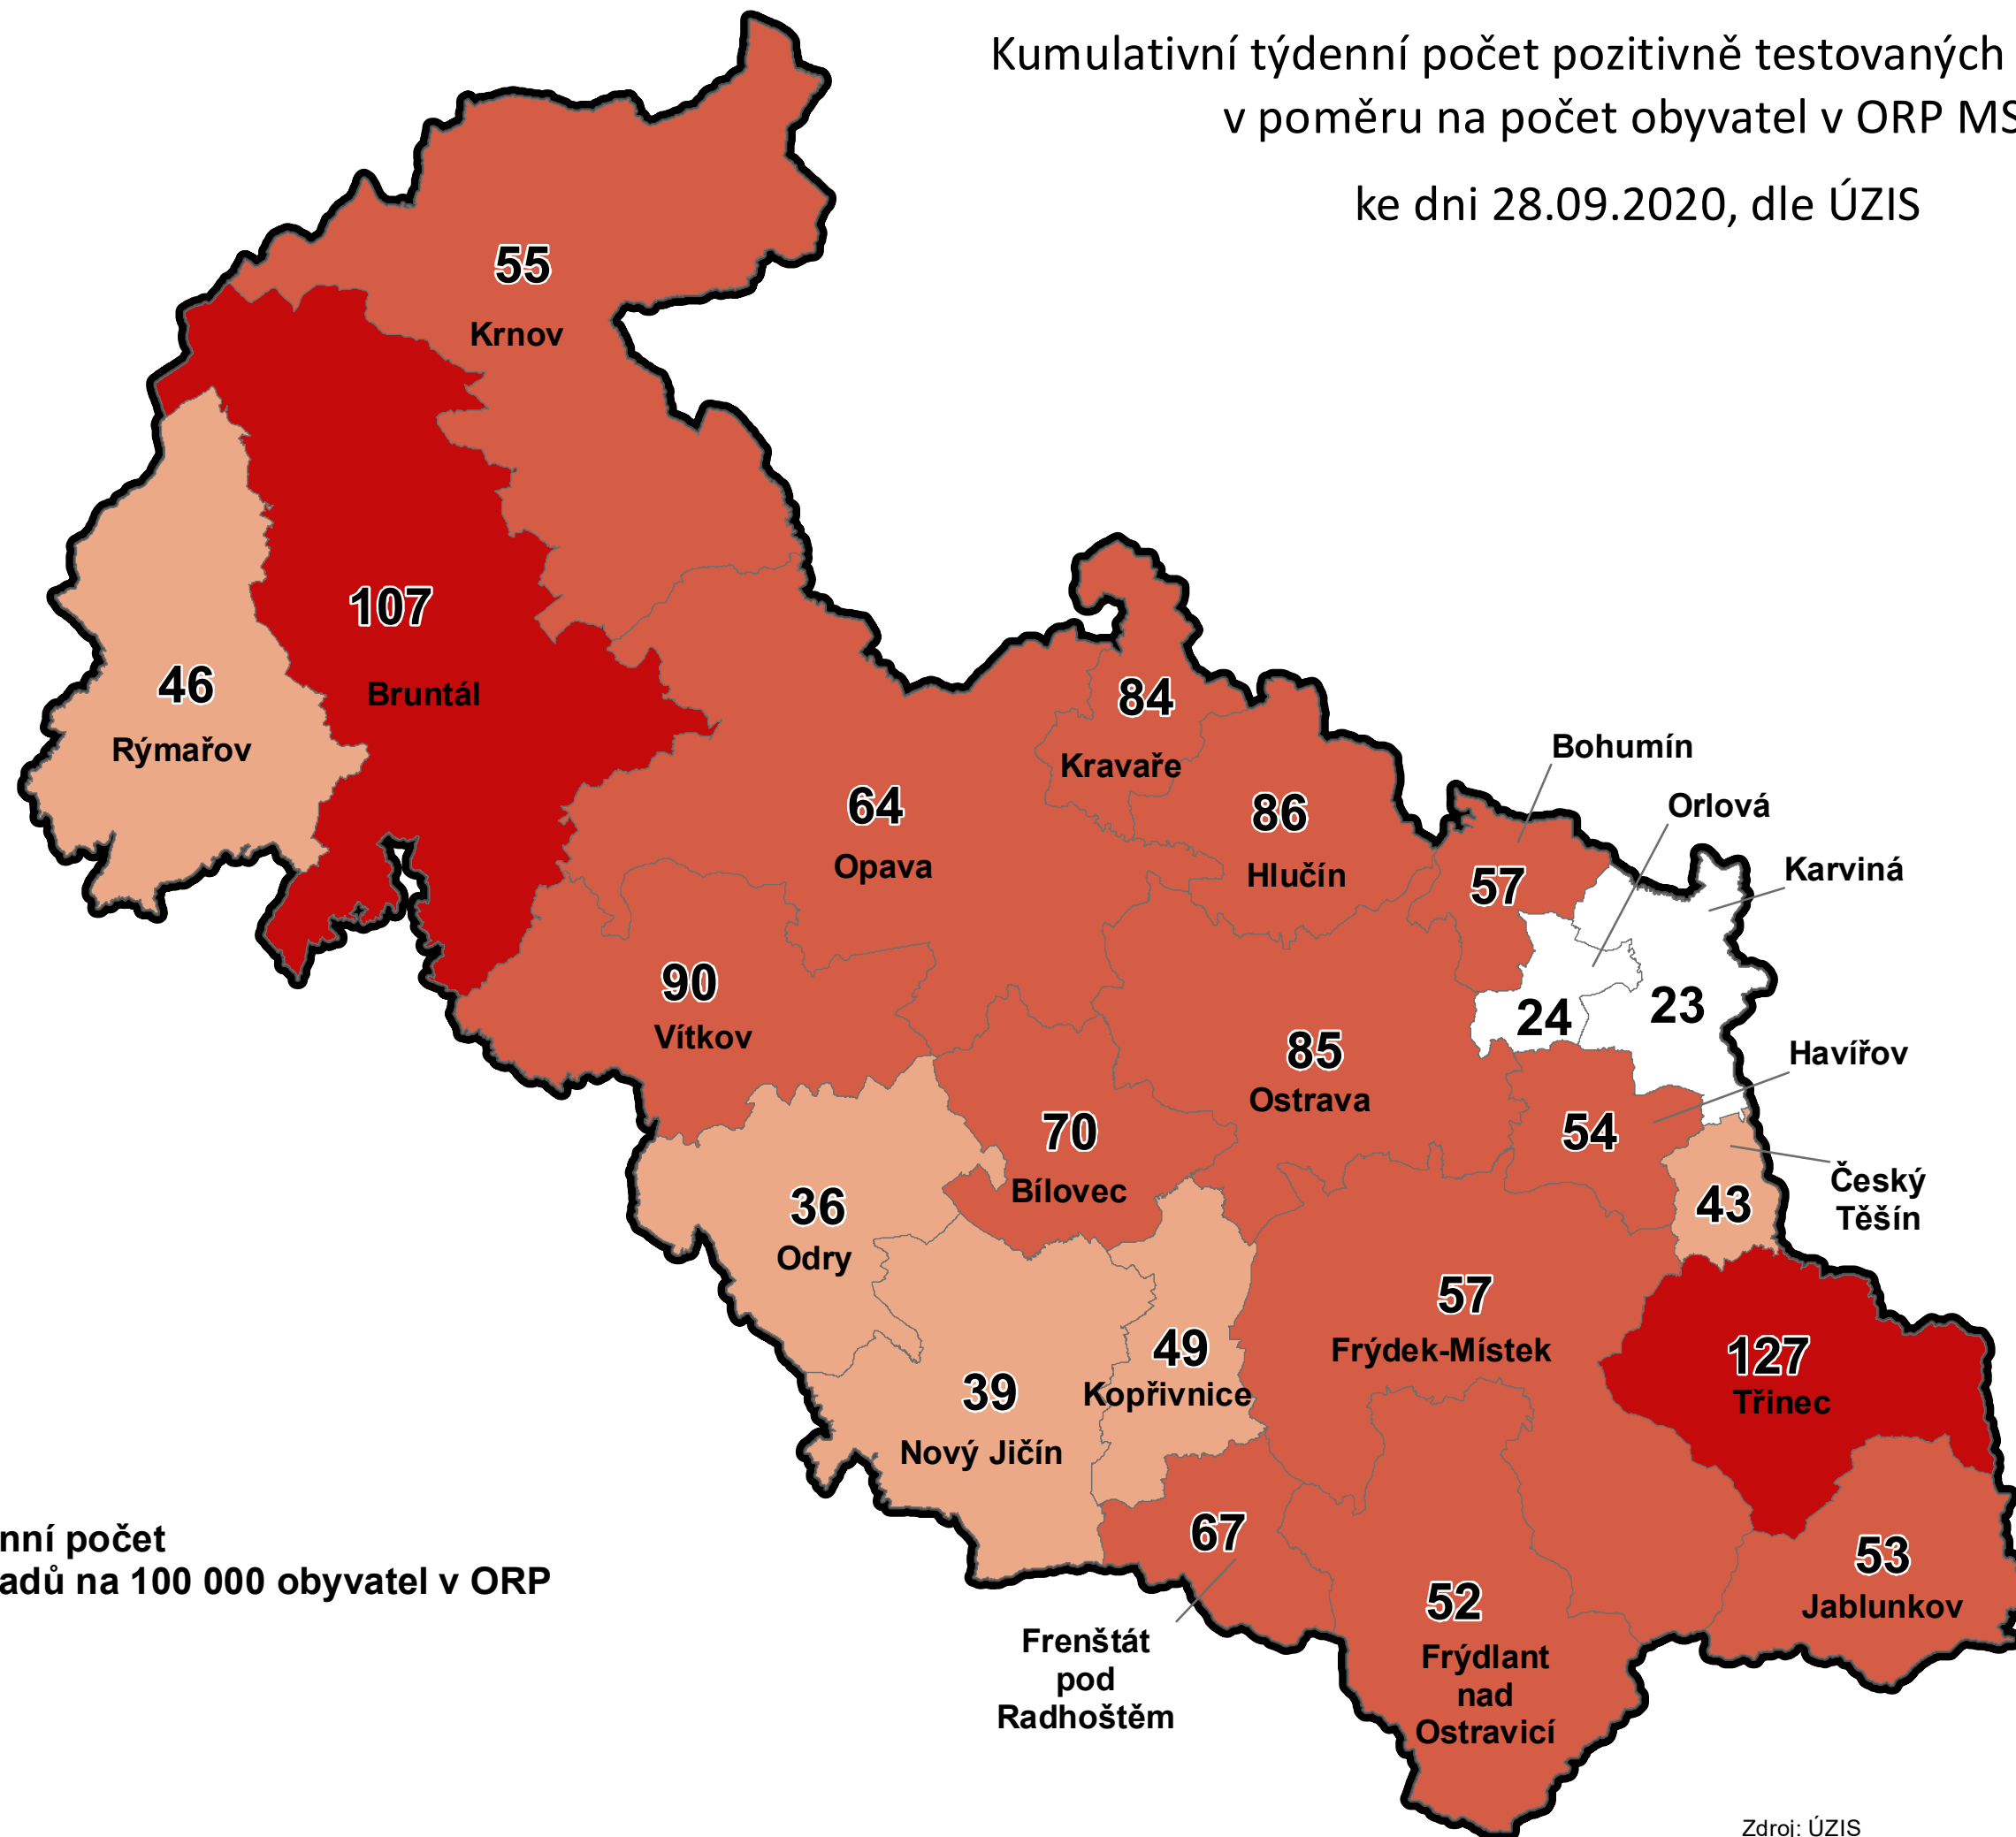 Kumulativní týdenní počet pozitivně testovaných
v poměru na počet obyvatel v ORP MS
ke dni 28.09.2020, dle ÚZIS
55
Krnov
107
Bruntál
46
Rýmařov
84
Kravaře
64
Opava
86
Hlučín
Bohumín
57
Orlová
Karviná
24
23
90
Vítkov
85
Ostrava
Havířov
54
70
Bílovec
Český
Těšín
43
36
Odry
57
Frýdek-Místek
49
Kopřivnice
127
Třinec
39
Nový Jičín
67
Frenštát
pod
Radhoštěm
52
Frýdlant
nad
Ostravicí
53
Jablunkov
nní počet
adů na 100 000 obyvatel v ORP
Zdroj: ÚZIS